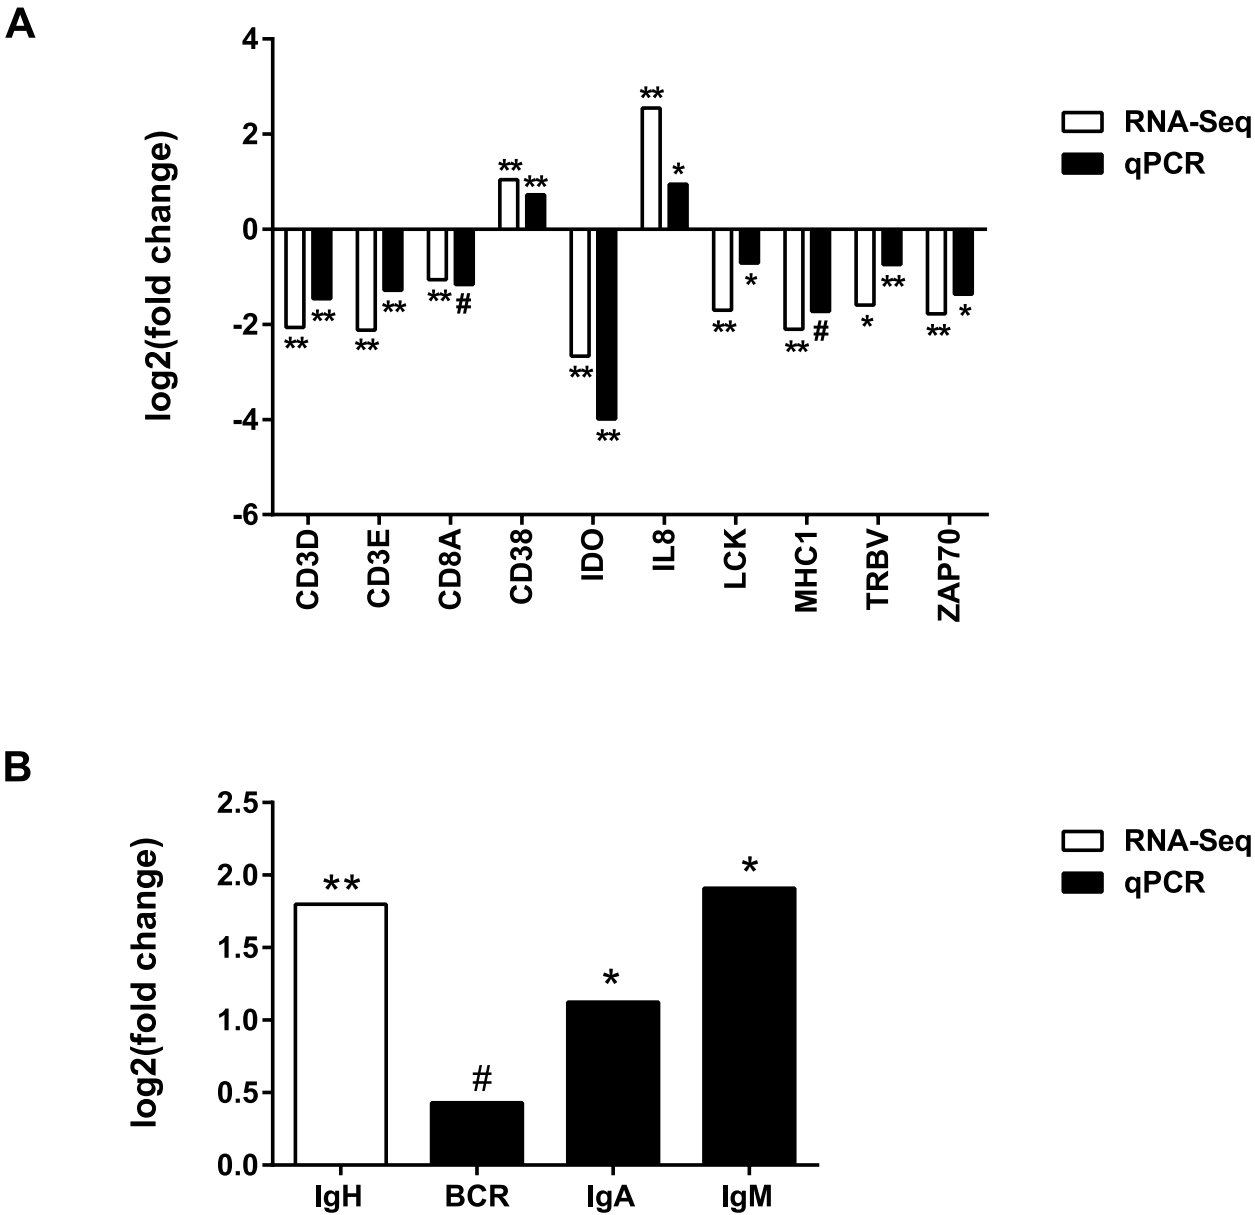 A
4
2
0
-2
-4
-6
log2(fold change)
** ** ** ** ** # ** ** ** ** ** * ** * ** # * ** ** *
CD3D
CD3E
CD8A
CD38
IDO
IL8
LCK
MHC1
TRBV
ZAP70
RNA-Seq
qPCR
B
2.5
2.0
1.5
1.0
0.5
0.0
log2(fold change)
** # * *
IgH BCR IgA IgM
RNA-Seq
qPCR